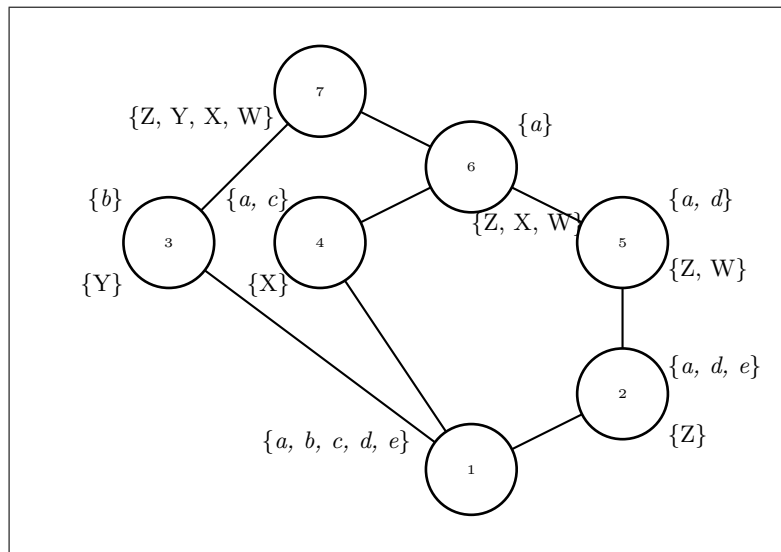 7
{Z, Y, X, W}
{a}
6
{Z, X, W}
{b}
3
{Y}
{a, c}
4
{X}
{a, d}
5
{Z, W}
{a, d, e}
2
{Z}
{a, b, c, d, e}
1